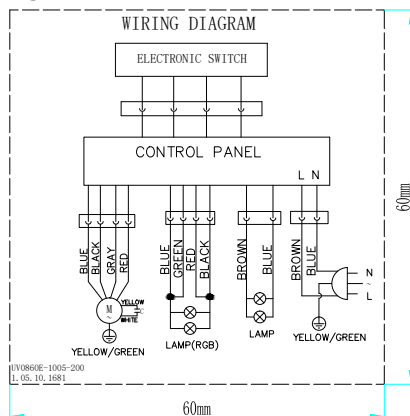 WIRING DIAGRAM
ELECTRONIC SWITCH
CONTROL PANEL
L N
BLUE
BLACK
GRAY
RED
BLUE
GREEN
RED
BLACK
BROWN
BLUE
BROWN
BLUE
M
~
YELLOW
C
WHITE
N
~
L
YELLOW/GREEN
LAMP(RGB)
LAMP
YELLOW/GREEN
UV0860E-1005-200
1.05.10.1681
60mm
60mm